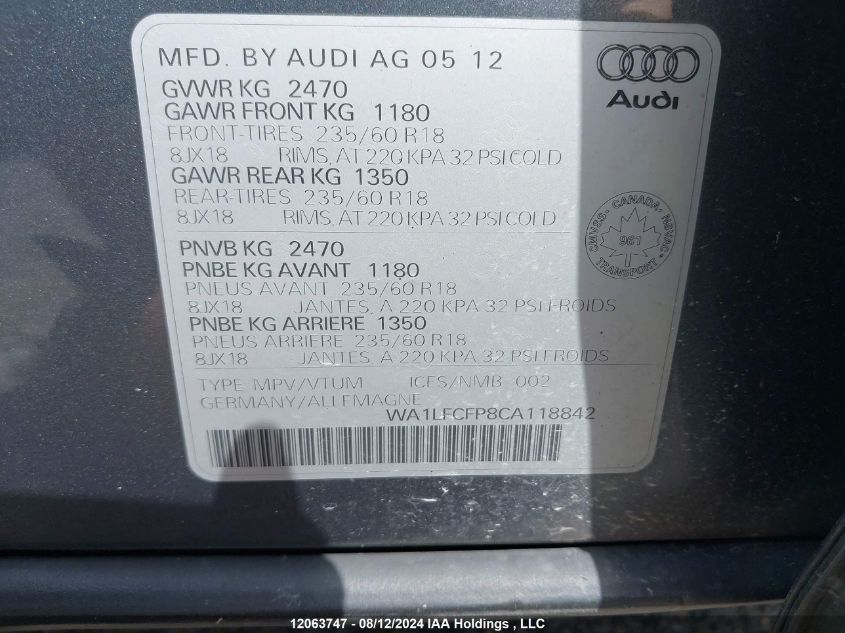 MFD. BY AUDI AG 05 12
Audi
GVWR KG 2470
GAWR FRONT KG 1180
FRONT-TIRES 235/60 R18
8JX18 RIMS, AT 220 KPA 32 PSI COLD
GAWR REAR KG 1350
REAR-TIRES 235/60 R18
8JX18 RIMS, AT 220 KPA 32 PSI COLD
CMVSS. CANADA. NSVAC
961
TRANSPORT
PNVB KG 2470
PNBE KG AVANT 1180
PNEUS AVANT 235/60 R18
8JX18 JANTES, A 220 KPA 32 PSI FROIDS
PNBE KG ARRIERE 1350
PNEUS ARRIERE 235/60 R18
8JX18 JANTES, A 220 KPA 32 PSI FROIDS
TYPE MPV/VTUM ICES/NMB 002
GERMANY/ALLEMAGNE
WA1LFCFP8CA118842
12063747 - 08/12/2024 IAA Holdings, LLC